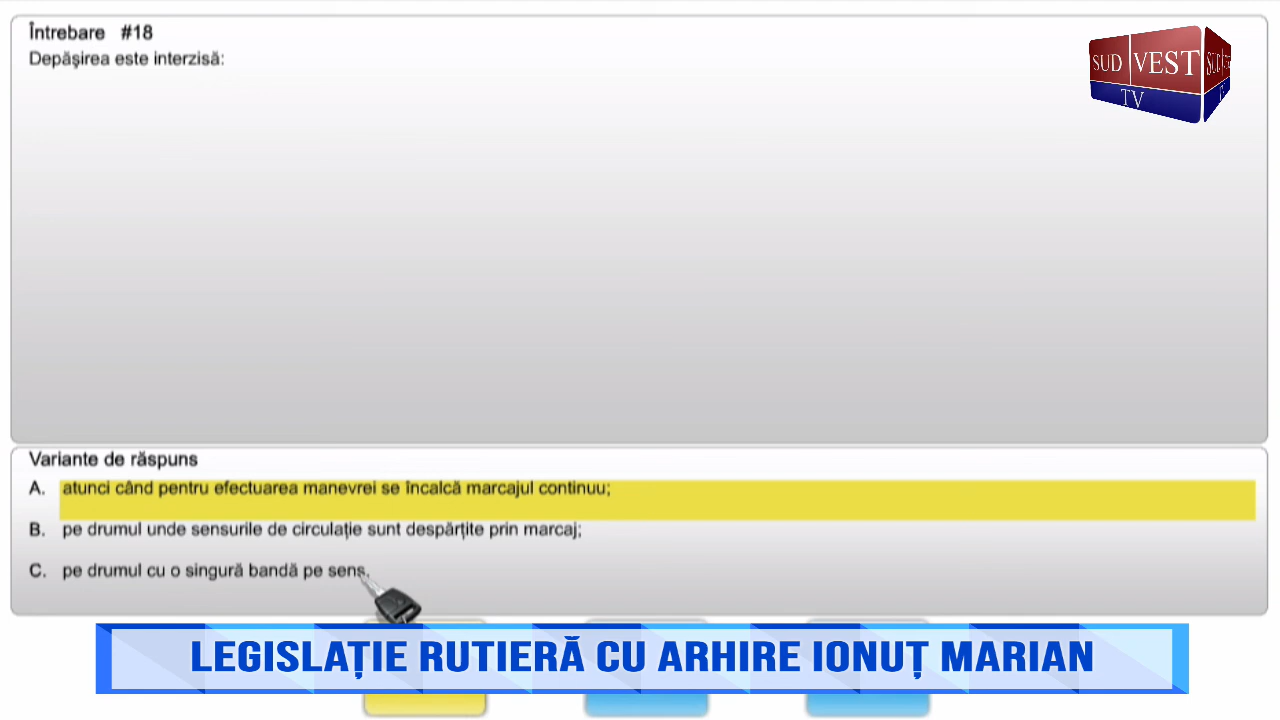 Întrebare #18
Depăşirea este interzisă:
SUD VEST
TV
Variante de răspuns
A. atunci când pentru efectuarea manevrei se încalcă marcajul continuu;
B. pe drumul unde sensurile de circulaţie sunt despărţite prin marcaj;
C. pe drumul cu o singură bandă pe sens.
LEGISLAȚIE RUTIERĂ CU ARHIRE IONUȚ MARIAN